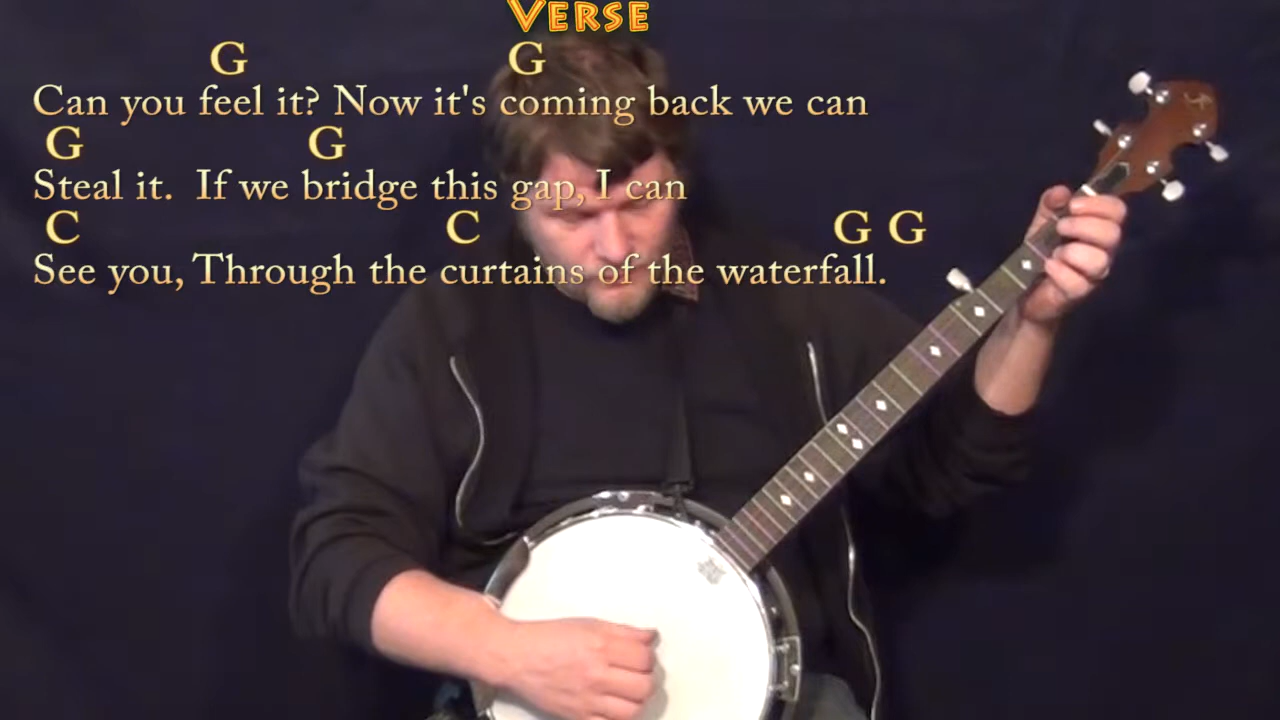 VERSE
G G
Can you feel it? Now it's coming back we can
G G
Steal it. If we bridge this gap, I can
C C G G
See you, Through the curtains of the waterfall.